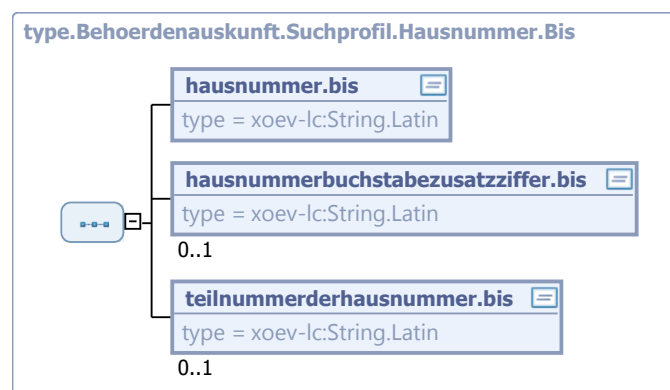 type.Behoerdenauskunft.Suchprofil.Hausnummer.Bis
hausnummer.bis
type = xoev-lc:String.Latin
hausnummerbuchstabezusatzziffer.bis
type = xoev-lc:String.Latin
0..1
teilnummerderhausnummer.bis
type = xoev-lc:String.Latin
0..1